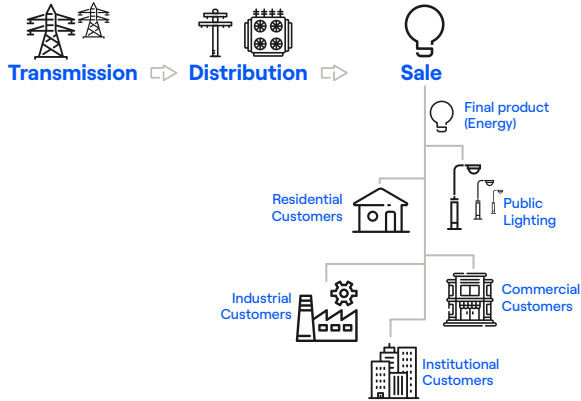 Transmission
Distribution
Sale
Final product
(Energy)
Residential
Customers
Public
Lighting
Industrial
Customers
Commercial
Customers
Institutional
Customers